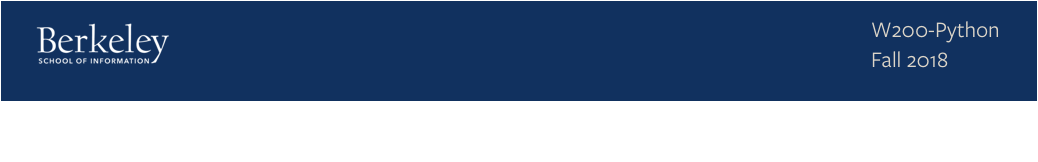 Berkeley
SCHOOL OF INFORMATION
W200-Python
Fall 2018